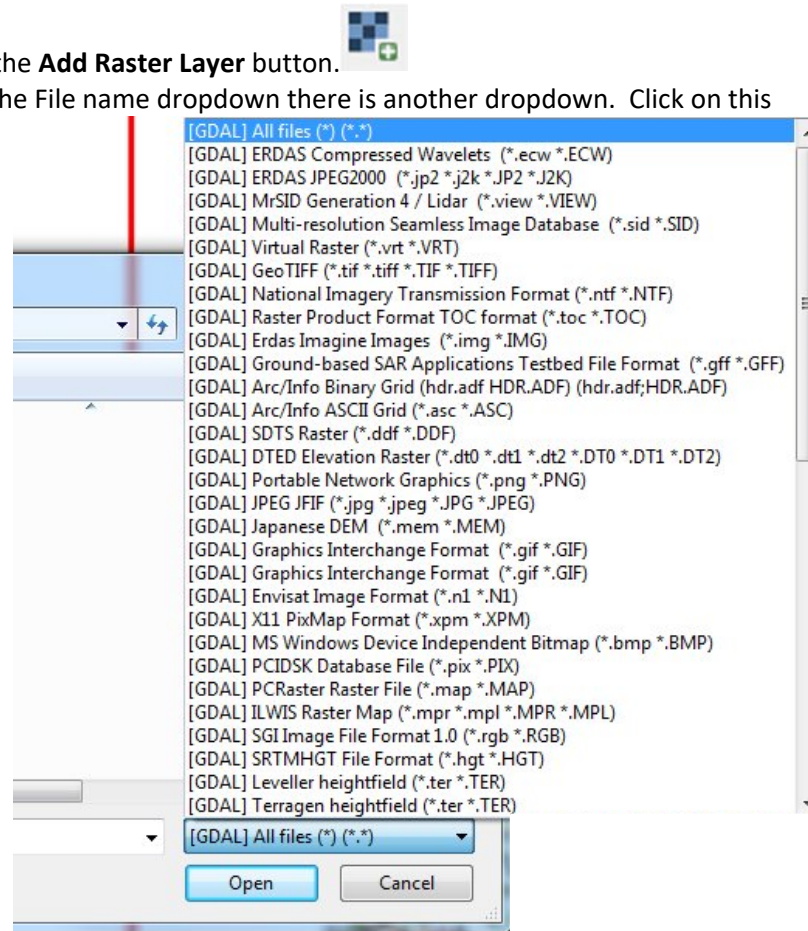 the Add Raster Layer button.
he File name dropdown there is another dropdown. Click on this
[GDAL] All files (*) (*.*)
[GDAL] ERDAS Compressed Wavelets (*.ecw *.ECW)
[GDAL] ERDAS JPEG2000 (*.jp2 *.j2k *.JP2 *.J2K)
[GDAL] MrSID Generation 4 / Lidar (*.view *.VIEW)
[GDAL] Multi-resolution Seamless Image Database (*.sid *.SID)
[GDAL] Virtual Raster (*.vrt *.VRT)
[GDAL] GeoTIFF (*.tif *.tiff *.TIF *.TIFF)
[GDAL] National Imagery Transmission Format (*.ntf *.NTF)
[GDAL] Raster Product Format TOC format (*.toc *.TOC)
[GDAL] Erdas Imagine Images (*.img *.IMG)
[GDAL] Ground-based SAR Applications Testbed File Format (*.gff *.GFF)
[GDAL] Arc/Info Binary Grid (hdr.adf HDR.ADF) (hdr.adf;HDR.ADF)
[GDAL] Arc/Info ASCII Grid (*.asc *.ASC)
[GDAL] SDTS Raster (*.ddf *.DDF)
[GDAL] DTED Elevation Raster (*.dt0 *.dt1 *.dt2 *.DT0 *.DT1 *.DT2)
[GDAL] Portable Network Graphics (*.png *.PNG)
[GDAL] JPEG JFIF (*.jpg *.jpeg *.JPG *.JPEG)
[GDAL] Japanese DEM (*.mem *.MEM)
[GDAL] Graphics Interchange Format (*.gif *.GIF)
[GDAL] Graphics Interchange Format (*.gif *.GIF)
[GDAL] Envisat Image Format (*.n1 *.N1)
[GDAL] X11 PixMap Format (*.xpm *.XPM)
[GDAL] MS Windows Device Independent Bitmap (*.bmp *.BMP)
[GDAL] PCIDSK Database File (*.pix *.PIX)
[GDAL] PCRaster Raster File (*.map *.MAP)
[GDAL] ILWIS Raster Map (*.mpr *.mpl *.MPR *.MPL)
[GDAL] SGI Image File Format 1.0 (*.rgb *.RGB)
[GDAL] SRTMHGT File Format (*.hgt *.HGT)
[GDAL] Leveller heightfield (*.ter *.TER)
[GDAL] Terragen heightfield (*.ter *.TER)
[GDAL] All files (*) (*.*)
Open Cancel